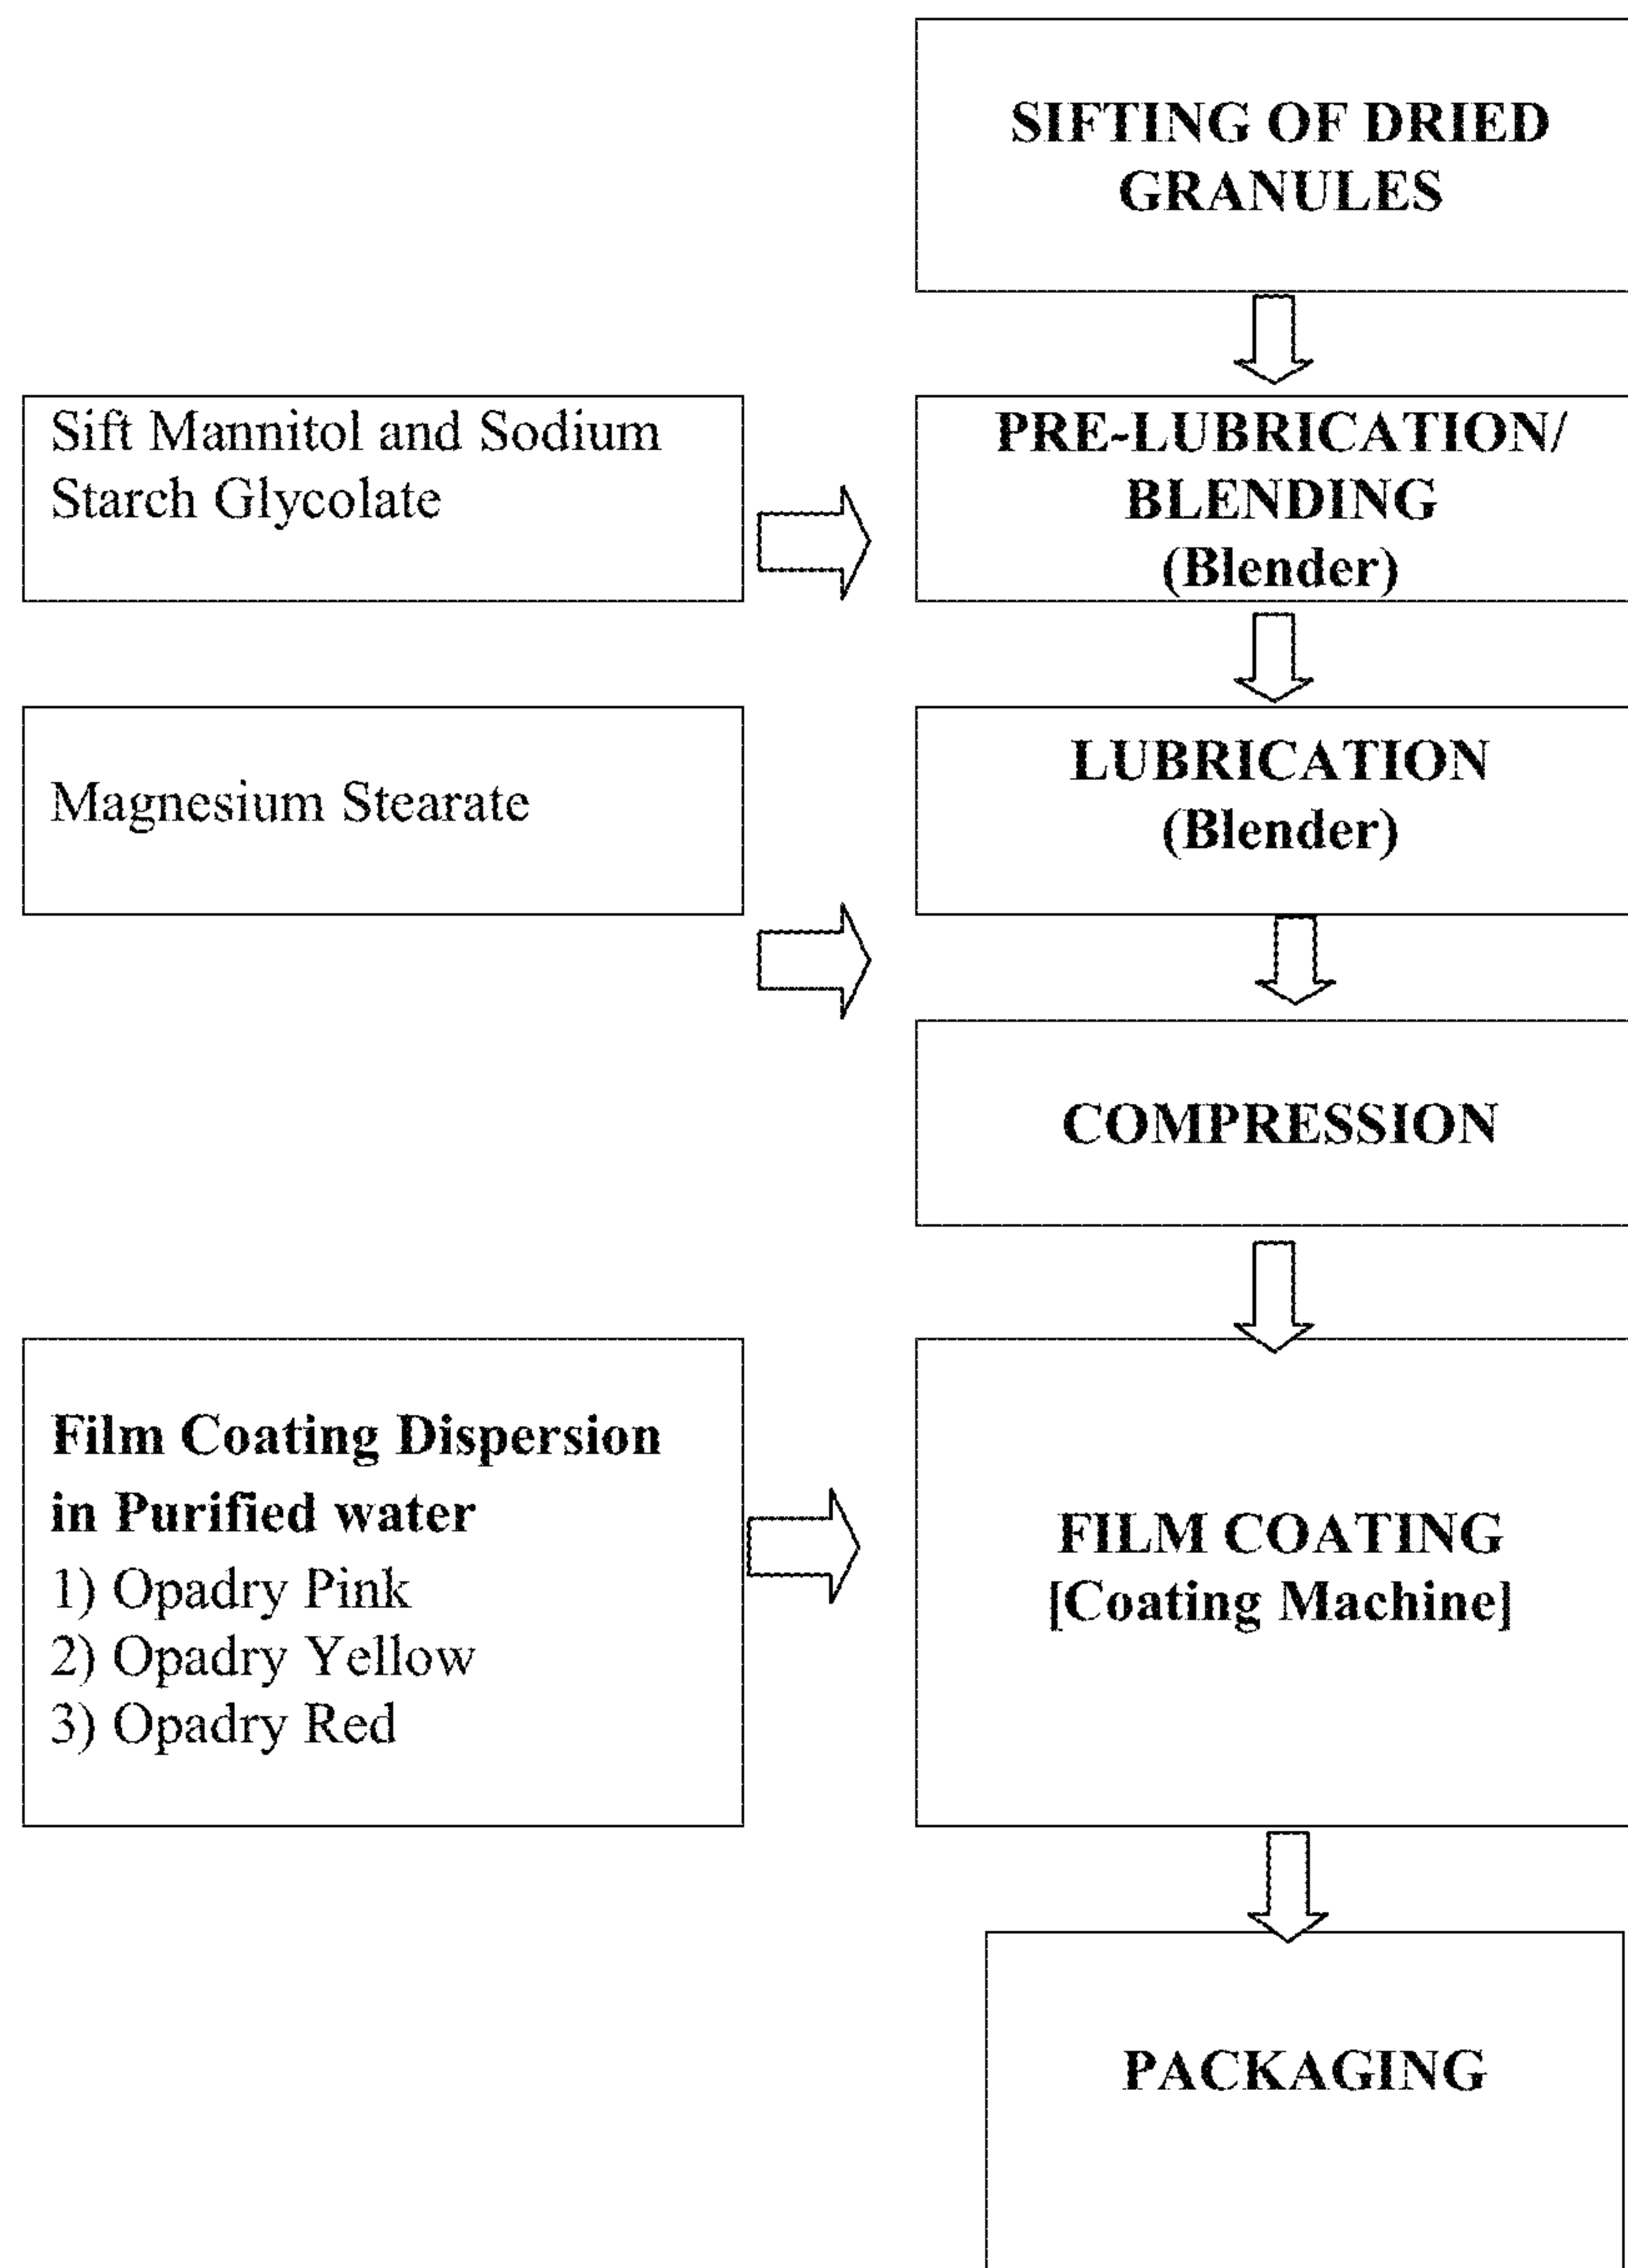 SIFTING OF DRIED
GRANULES
Sift Mannitol and Sodium
Starch Glycolate
PRE-LUBRICATION/
BLENDING
(Blender)
Magnesium Stearate
LUBRICATION
(Blender)
COMPRESSION
Film Coating Dispersion
in Purified water
1) Opadry Pink
2) Opadry Yellow
3) Opadry Red
FILM COATING
[Coating Machine]
PACKAGING